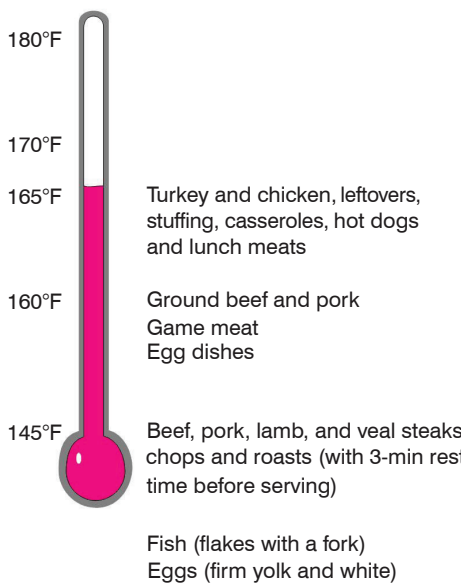 180°F
170°F
165°F Turkey and chicken, leftovers,
stuffing, casseroles, hot dogs
and lunch meats
160°F Ground beef and pork
Game meat
Egg dishes
145°F Beef, pork, lamb, and veal steaks
chops and roasts (with 3-min rest
time before serving)
Fish (flakes with a fork)
Eggs (firm yolk and white)